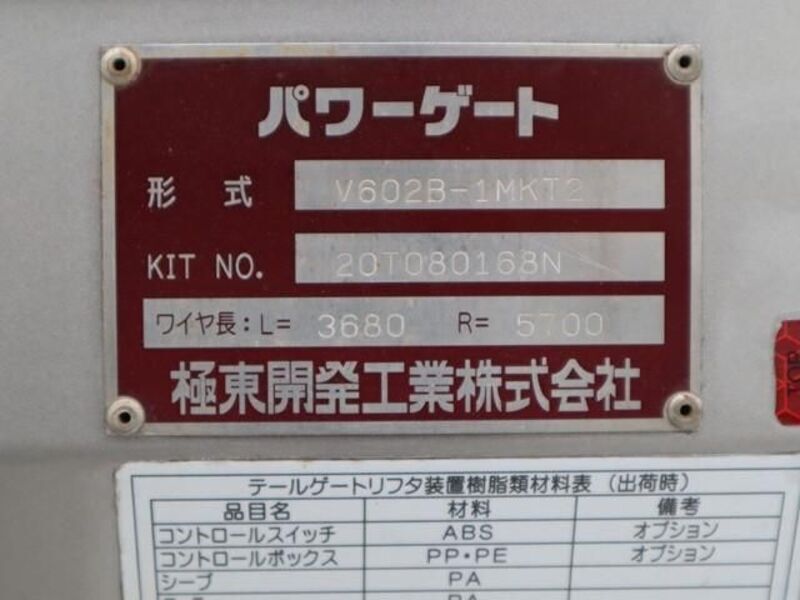 パワーゲート
形 式 V602B-1MKT2
KIT NO. 20T080168N
ワイヤ長:L= 3680 R= 5700
極東開発工業株式会社
テールゲートリフタ装置樹脂類材料表 (出荷時)
品目名 材料 備考
コントロールスイッチ ABS オプション
コントロールボックス PP・PE オプション
シーブ PA